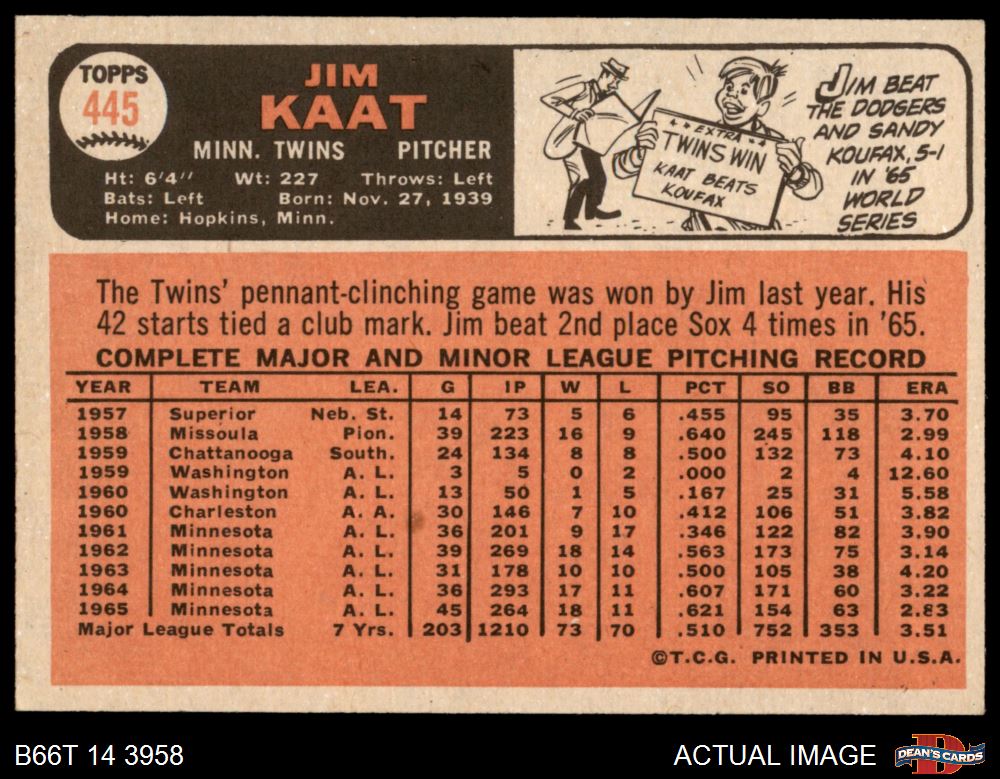 TOPPS
445
JIM
KAAT
MINN. TWINS PITCHER
Ht: 6'4" Wt: 227 Throws: Left
Bats: Left Born: Nov. 27, 1939
Home: Hopkins, Minn.
EXTRA
TWINS WIN
KAAT BEATS
KOUFAX
JIM BEAT
THE DODGERS
AND SANDY
KOUFAX, 5-1
IN '65
WORLD
SERIES
The Twins' pennant-clinching game was won by Jim last year. His
42 starts tied a club mark. Jim beat 2nd place Sox 4 times in '65.
COMPLETE MAJOR AND MINOR LEAGUE PITCHING RECORD
YEAR TEAM LEA. G IP W L PCT SO BB ERA
1957 Superior Neb. St. 14 73 5 6 .455 95 35 3.70
1958 Missoula Pion. 39 223 16 9 .640 245 118 2.99
1959 Chattanooga South. 24 134 8 8 .500 132 73 4.10
1959 Washington A. L. 3 5 0 2 .000 2 4 12.60
1960 Washington A. L. 13 50 1 5 .167 25 31 5.58
1960 Charleston A. A. 30 146 7 10 .412 106 51 3.82
1961 Minnesota A. L. 36 201 9 17 .346 122 82 3.90
1962 Minnesota A. L. 39 269 18 14 .563 173 75 3.14
1963 Minnesota A. L. 31 178 10 10 .500 105 38 4.20
1964 Minnesota A. L. 36 293 17 11 .607 171 60 3.22
1965 Minnesota A. L. 45 264 18 11 .621 154 63 2.83
Major League Totals 7 Yrs. 203 1210 73 70 .510 752 353 3.51
©T.C.G. PRINTED IN U.S.A.
B66T 14 3958
ACTUAL IMAGE
D
DEAN'S CARDS